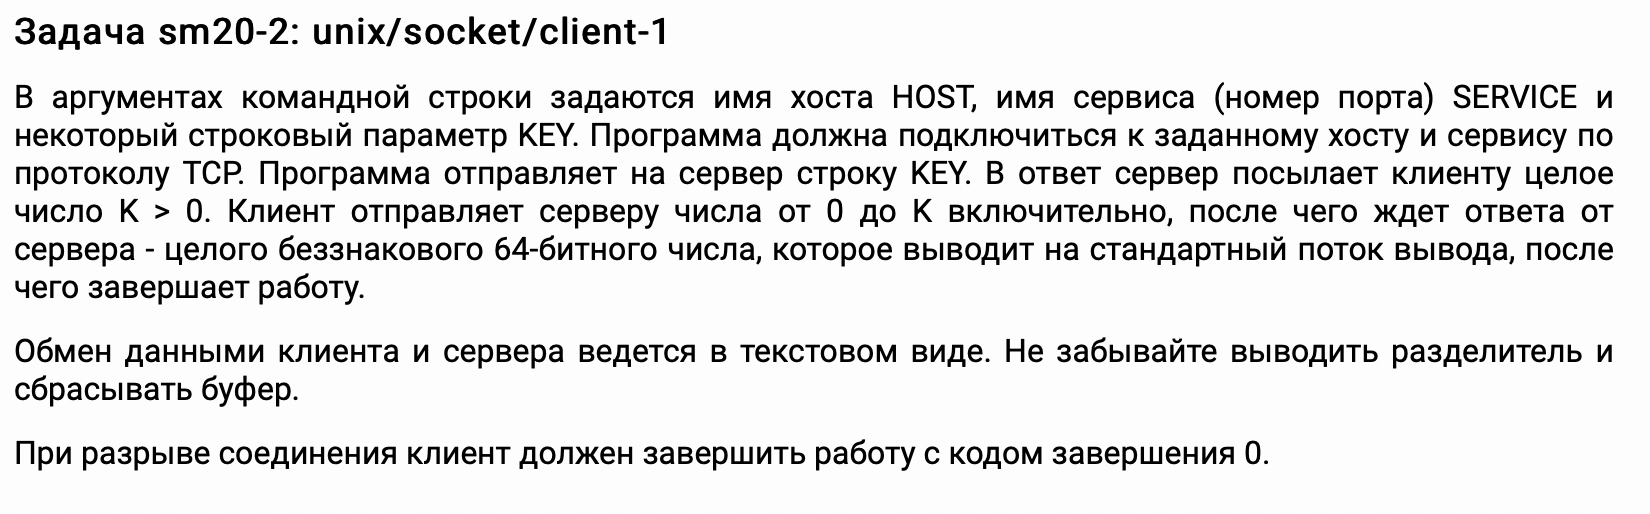 Задача sm20-2: unix/socket/client-1
В аргументах командной строки задаются имя хоста HOST, имя сервиса (номер порта) SERVICE и
некоторый строковый параметр KEY. Программа должна подключиться к заданному хосту и сервису по
протоколу TCP. Программа отправляет на сервер строку KEY. В ответ сервер посылает клиенту целое
число K > 0. Клиент отправляет серверу числа от 0 до K включительно, после чего ждет ответа от
сервера - целого беззнакового 64-битного числа, которое выводит на стандартный поток вывода, после
чего завершает работу.
Обмен данными клиента и сервера ведется в текстовом виде. Не забывайте выводить разделитель и
сбрасывать буфер.
При разрыве соединения клиент должен завершить работу с кодом завершения 0.